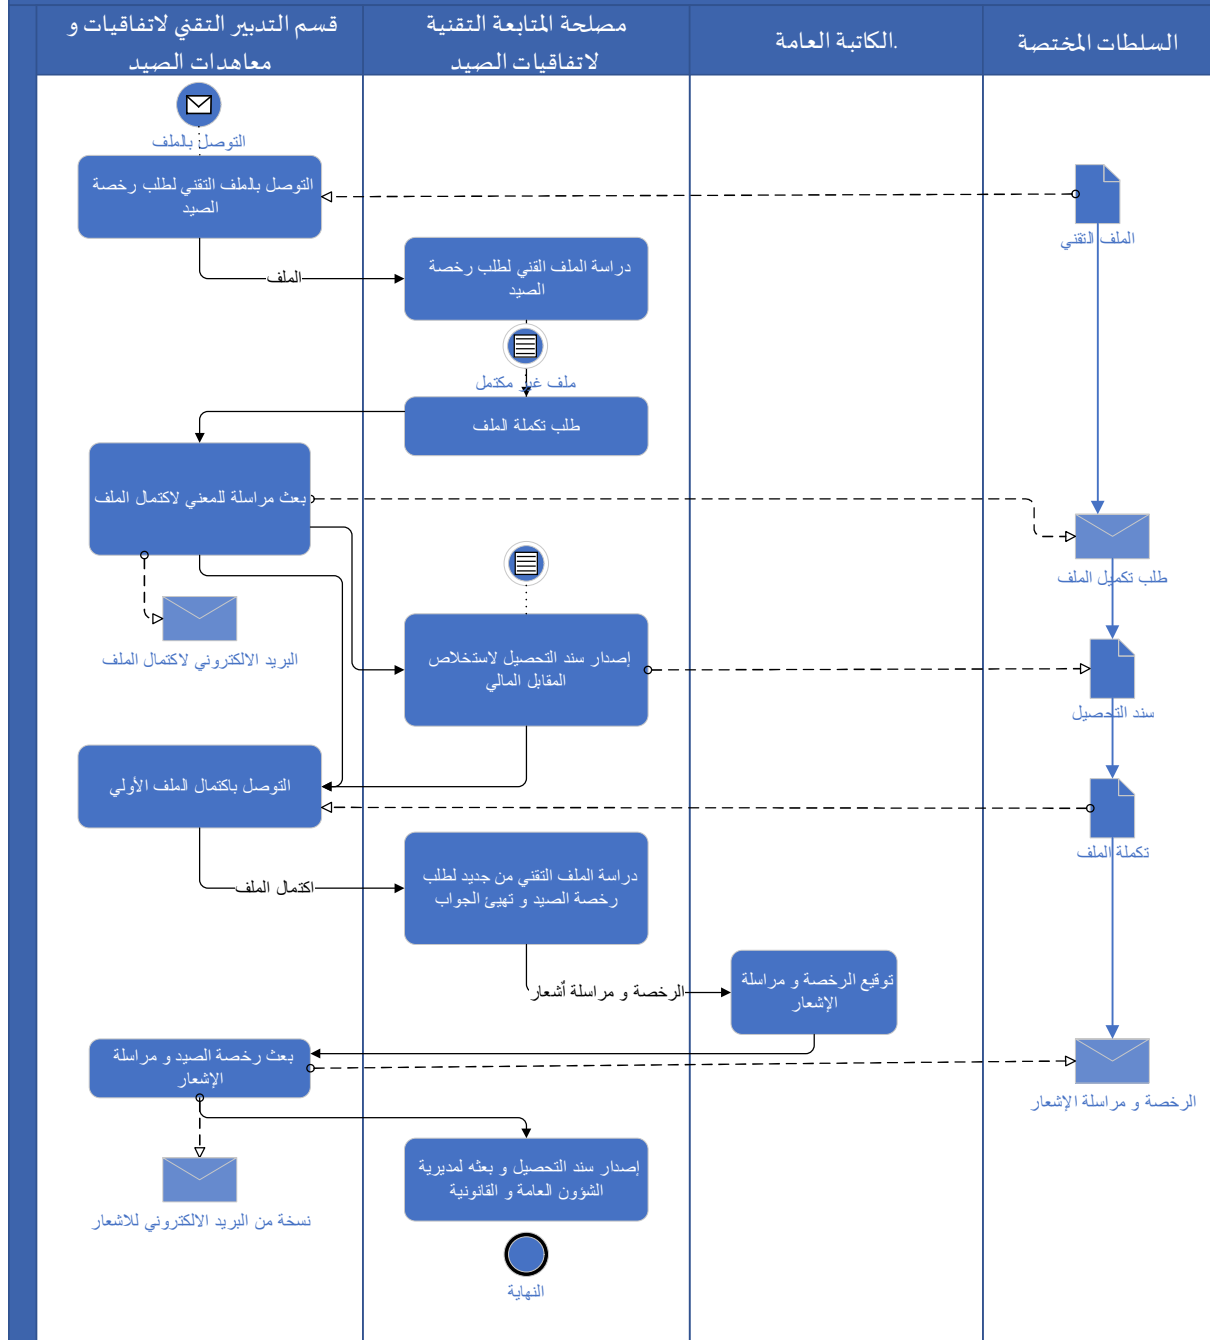 السلطات المختصة
الكاتبة العامة.
مصلحة المتابعة التقنية
لاتفاقيات الصيد
قسم التدبير التقني لاتفاقيات و
معاهدات الصيد
التوصل بالملف
التوصل بالملف التقني لطلب رخصة
الصيد
الملف التقني
الملف
دراسة الملف القني لطلب رخصة
الصيد
ملف غير مكتمل
طلب تكملة الملف
بعث مراسلة للمعني لاكتمال الملف
طلب تكميل الملف
البريد الالكتروني لاكتمال الملف
إصدار سند التحصيل لاستخلاص
المقابل المالي
سند التحصيل
التوصل باكتمال الملف الأولي
تكملة الملف
اكتمال الملف
دراسة الملف التقني من جديد لطلب
رخصة الصيد و تهيئ الجواب
الرخصة و مراسلة أشعار
توقيع الرخصة و مراسلة
الإشعار
بعث رخصة الصيد و مراسلة
الإشعار
الرخصة و مراسلة الإشعار
إصدار سند التحصيل و بعثه لمديرية
الشؤون العامة و القانونية
نسخة من البريد الالكتروني للاشعار
النهاية